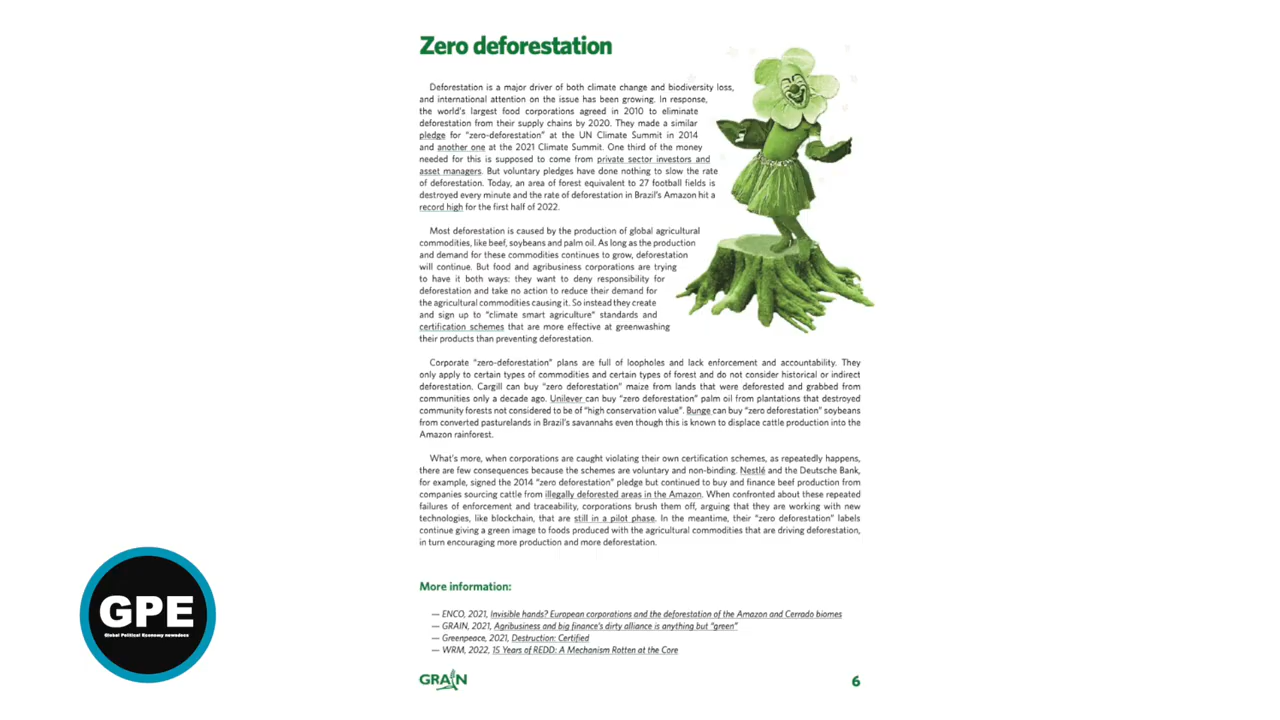 Zero deforestation
Deforestation is a major driver of both climate change and biodiversity loss,
and international attention on the issue has been growing. In response,
the world's largest food corporations agreed in 2010 to eliminate
deforestation from their supply chains by 2020. They made a similar
pledge for "zero-deforestation" at the UN Climate Summit in 2014
and another one at the 2021 Climate Summit. One third of the money
needed for this is supposed to come from private sector investors and
asset managers. But voluntary pledges have done nothing to slow the rate
of deforestation. Today, an area of forest equivalent to 27 football fields is
destroyed every minute and the rate of deforestation in Brazil's Amazon hit a
record high for the first half of 2022.
Most deforestation is caused by the production of global agricultural
commodities, like beef, soybeans and palm oil. As long as the production
and demand for these commodities continues to grow, deforestation
will continue. But food and agribusiness corporations are trying
to have it both ways: they want to deny responsibility for
deforestation and take no action to reduce their demand for
the agricultural commodities causing it. So instead they create
and sign up to "climate smart agriculture" standards and
certification schemes that are more effective at greenwashing
their products than preventing deforestation.
Corporate "zero-deforestation" plans are full of loopholes and lack enforcement and accountability. They
only apply to certain types of commodities and certain types of forest and do not consider historical or indirect
deforestation. Cargill can buy "zero deforestation" maize from lands that were deforested and grabbed from
communities only a decade ago. Unilever can buy "zero deforestation" palm oil from plantations that destroyed
community forests not considered to be of "high conservation value". Bunge can buy "zero deforestation" soybeans
from converted pasturelands in Brazil's savannahs even though this is known to displace cattle production into the
Amazon rainforest.
What's more, when corporations are caught violating their own certification schemes, as repeatedly happens,
there are few consequences because the schemes are voluntary and non-binding. Nestlé and the Deutsche Bank,
for example, signed the 2014 "zero deforestation" pledge but continued to buy and finance beef production from
companies sourcing cattle from illegally deforested areas in the Amazon. When confronted about these repeated
failures of enforcement and traceability, corporations brush them off, arguing that they are working with new
technologies, like blockchain, that are still in a pilot phase. In the meantime, their "zero deforestation" labels
continue giving a green image to foods produced with the agricultural commodities that are driving deforestation,
in turn encouraging more production and more deforestation.
More information:
— ENCO, 2021, Invisible hands? European corporations and the deforestation of the Amazon and Cerrado biomes
— GRAIN, 2021, Agribusiness and big finance's dirty alliance is anything but "green"
— Greenpeace, 2021, Destruction: Certified
— WRM, 2022, 15 Years of REDD: A Mechanism Rotten at the Core
GRAIN
6
GPE
Global Political Economy newsdocs